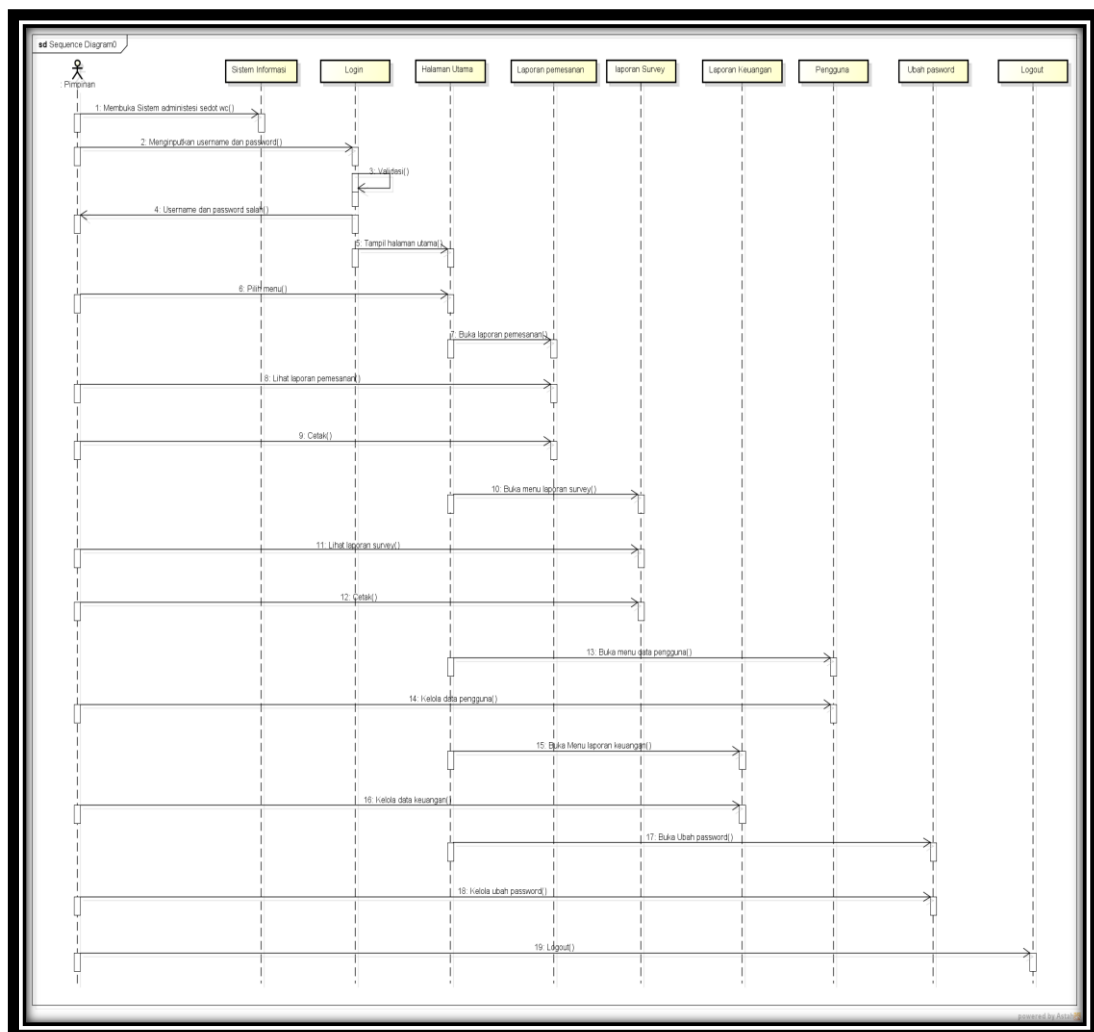 sd Sequence Diagram0
: Pimpinan
Sistem Informasi
Login
Halaman Utama
Laporan pemesanan
laporan Survey
Laporan Keuangan
Pengguna
Ubah pasword
Logout
1: Membuka Sistem administesi sedot wc()
2: Menginputkan username dan password()
3: Validasi()
4: Username dan password salah()
5: Tampil halaman utama()
6: Pilih menu()
7: Buka laporan pemesanan()
8: Lihat laporan pemesanan()
9: Cetak()
10: Buka menu laporan survey()
11: Lihat laporan survey()
12: Cetak()
13: Buka menu data pengguna()
14: Kelola data pengguna()
15: Buka Menu laporan keuangan()
16: Kelola data keuangan()
17: Buka Ubah password()
18: Kelola ubah password()
19: Logout()
powered by Astah